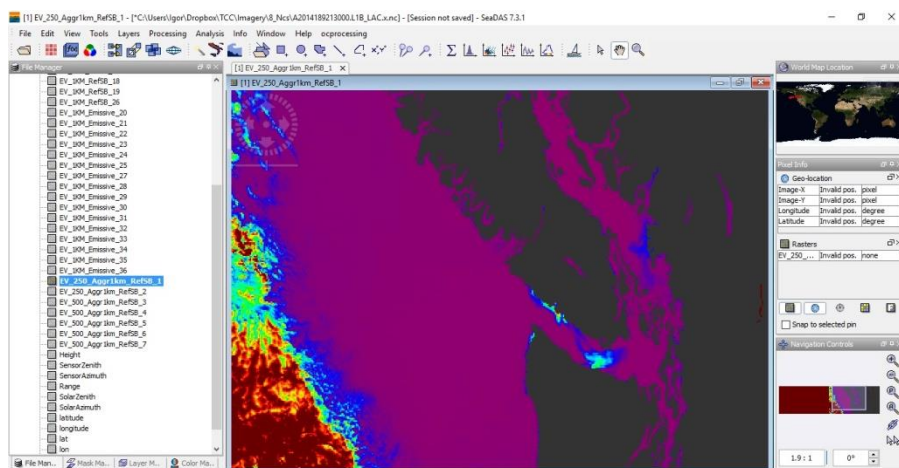 [1] EV_250_Aggr1km_RefSB_1 - [*C:\Users\Igor\Dropbox\TCC\Imagery\8_Ncs\A2014189213000.L1B_LAC.x.nc] - [Session not saved] - SeaDAS 7.3.1
File Edit View Tools Layers Processing Analysis Info Window Help ocprocessing
File Manager
EV_1KM_RefSB_18
EV_1KM_RefSB_19
EV_1KM_RefSB_26
EV_1KM_Emissive_20
EV_1KM_Emissive_21
EV_1KM_Emissive_22
EV_1KM_Emissive_23
EV_1KM_Emissive_24
EV_1KM_Emissive_25
EV_1KM_Emissive_27
EV_1KM_Emissive_28
EV_1KM_Emissive_29
EV_1KM_Emissive_30
EV_1KM_Emissive_31
EV_1KM_Emissive_32
EV_1KM_Emissive_33
EV_1KM_Emissive_34
EV_1KM_Emissive_35
EV_1KM_Emissive_36
EV_250_Aggr1km_RefSB_1
EV_250_Aggr1km_RefSB_2
EV_500_Aggr1km_RefSB_3
EV_500_Aggr1km_RefSB_4
EV_500_Aggr1km_RefSB_5
EV_500_Aggr1km_RefSB_6
EV_500_Aggr1km_RefSB_7
Height
SensorZenith
SensorAzimuth
Range
SolarZenith
SolarAzimuth
latitude
longitude
lat
lon
File Man... Mask Ma... Layer M... Color Ma...
[1] EV_250_Aggr1km_RefSB_1
[1] EV_250_Aggr1km_RefSB_1
World Map Location
Pixel Info
Geo-location
Image-X Invalid pos. pixel
Image-Y Invalid pos. pixel
Longitude Invalid pos. degree
Latitude Invalid pos. degree
Rasters
EV_250_... Invalid pos. none
Snap to selected pin
Navigation Controls
1.9 : 1 0°